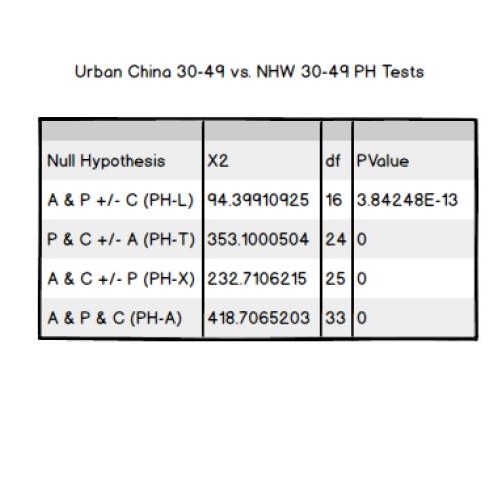 Urban China 30-49 vs. NHW 30-49 PH Tests
Null Hypothesis X2 df PValue
A & P +/- C (PH-L) 94.39910925 16 3.84248E-13
P & C +/- A (PH-T) 353.1000504 24 0
A & C +/- P (PH-X) 232.7106215 25 0
A & P & C (PH-A) 418.7065203 33 0